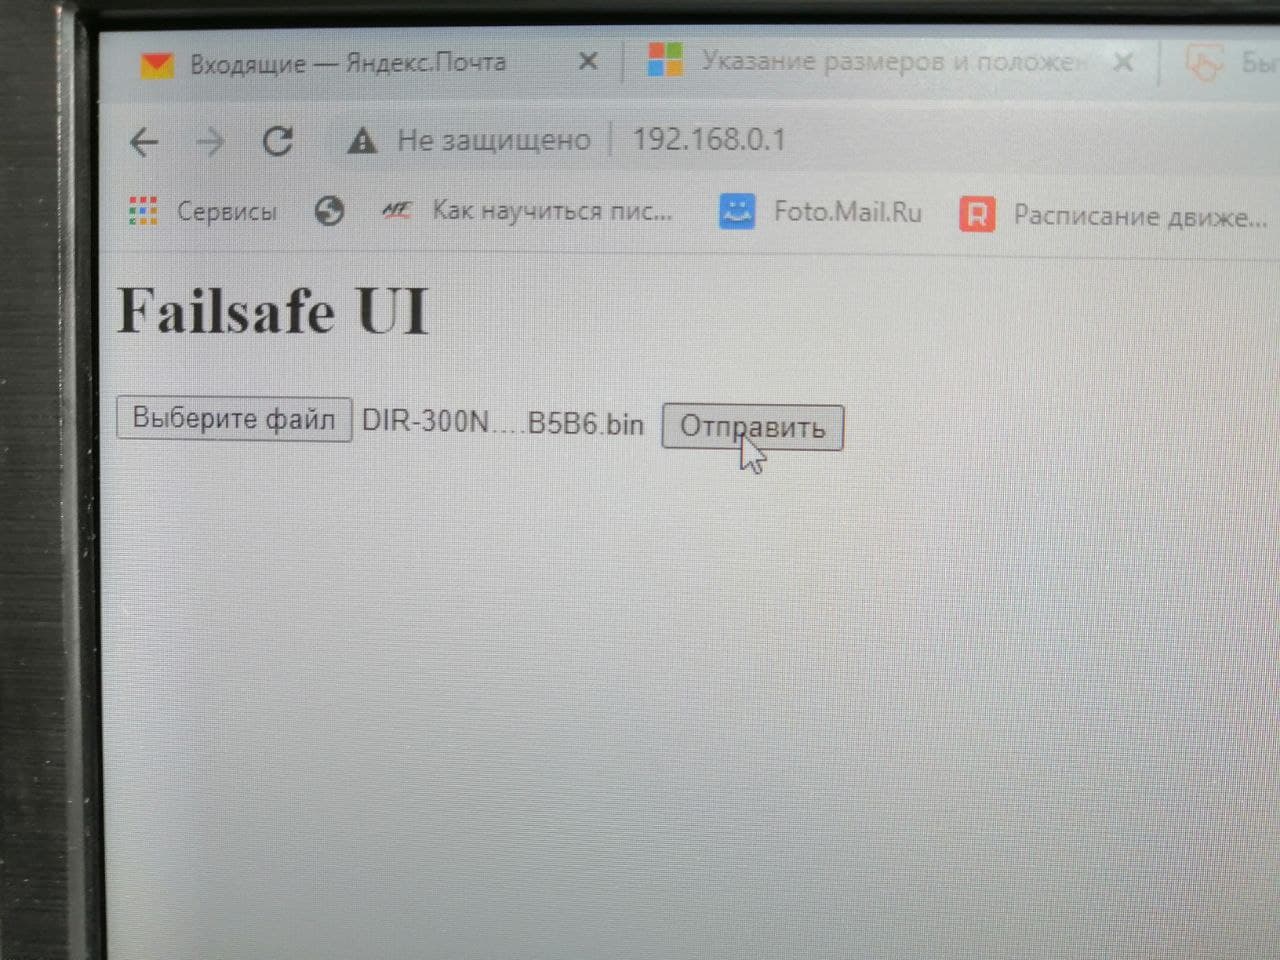 Входящие — Яндекс.Почта
Указание размеров и положен
Не защищено 192.168.0.1
Сервисы Как научиться пис... Foto.Mail.Ru Расписание движе...
Failsafe UI
Выберите файл DIR-300N....B5B6.bin Отправить